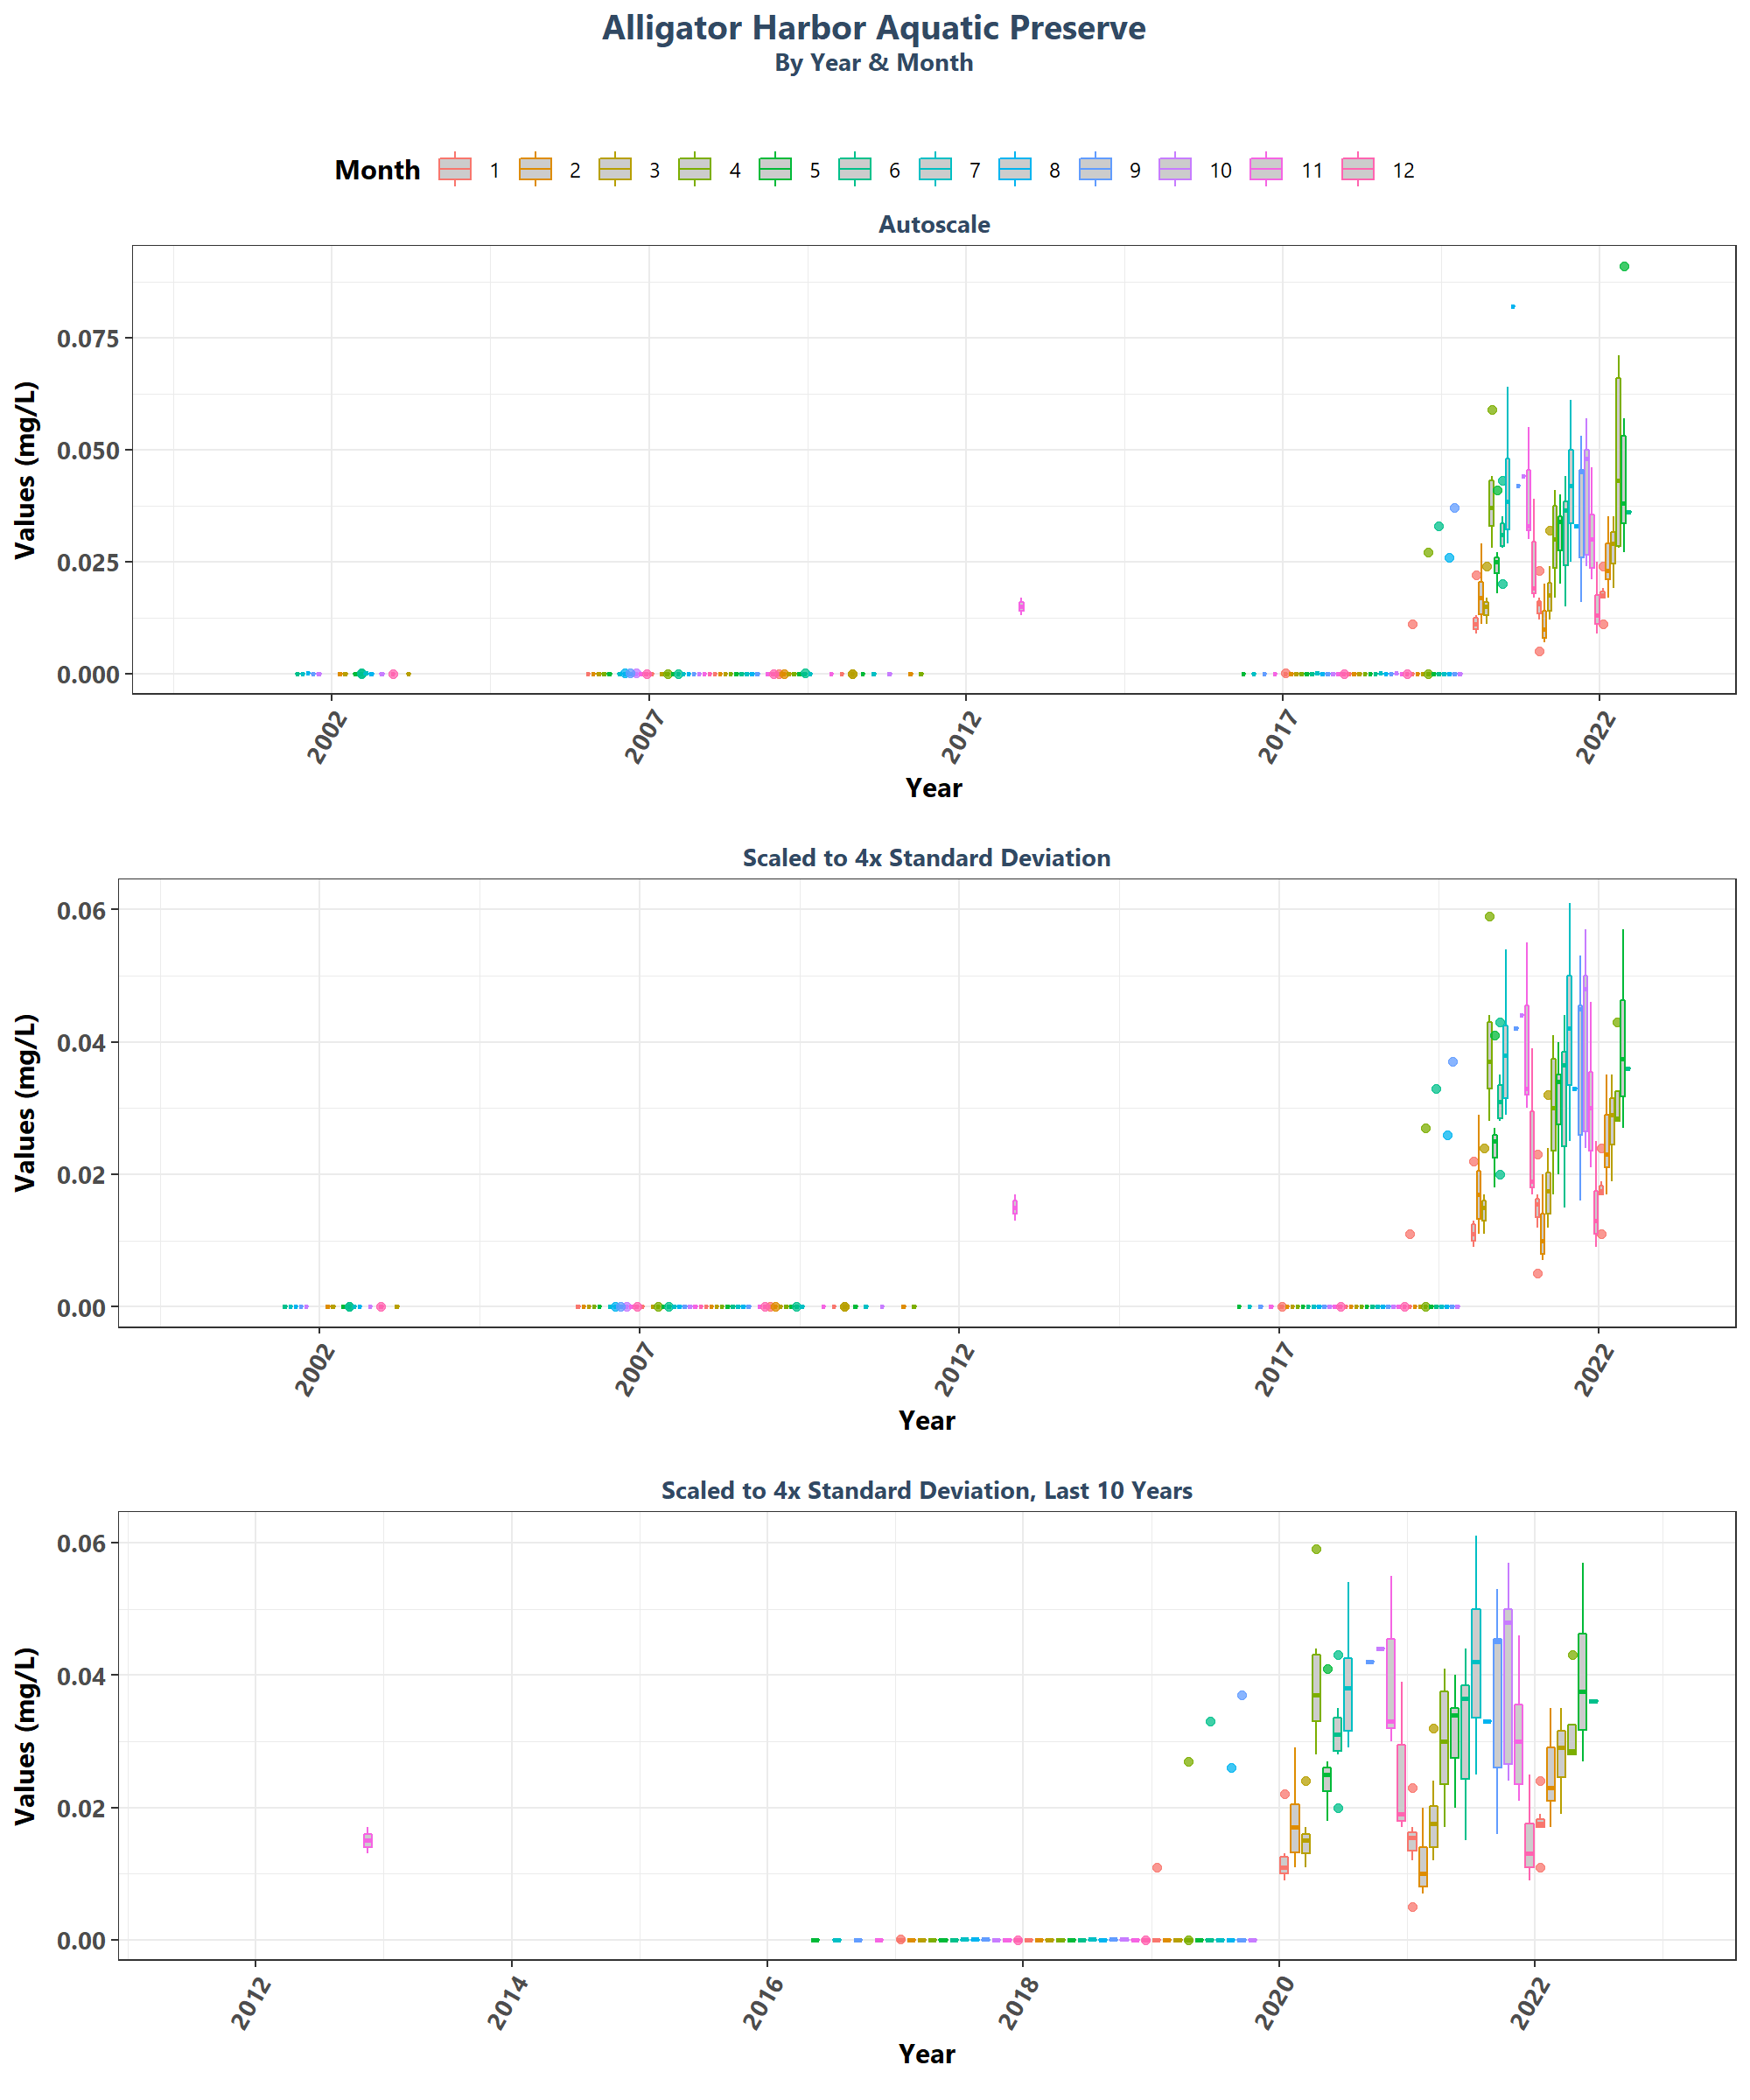 Alligator Harbor Aquatic Preserve
By Year & Month
Month 1 2 3 4 5 6 7 8 9 10 11 12
Autoscale
Values (mg/L)
0.075
0.050
0.025
0.000
2002 2007 2012 2017 2022
Year
Scaled to 4x Standard Deviation
Values (mg/L)
0.06
0.04
0.02
0.00
2002 2007 2012 2017 2022
Year
Scaled to 4x Standard Deviation, Last 10 Years
Values (mg/L)
0.06
0.04
0.02
0.00
2012 2014 2016 2018 2020 2022
Year